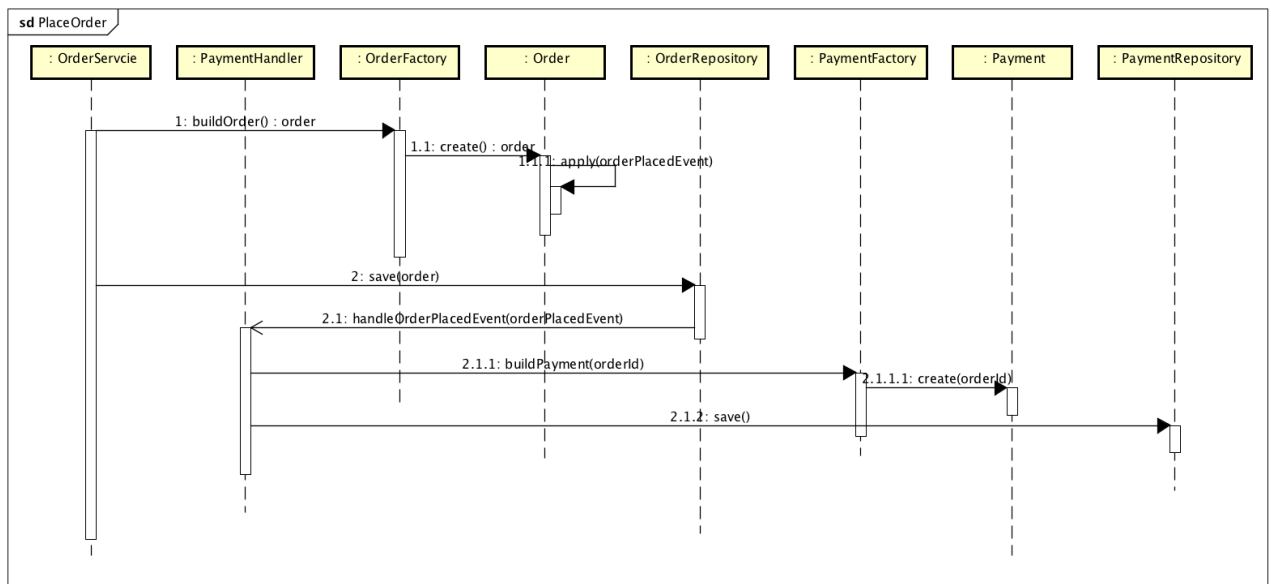 sd PlaceOrder
: OrderServcie
: PaymentHandler
: OrderFactory
: Order
: OrderRepository
: PaymentFactory
: Payment
: PaymentRepository
1: buildOrder() : order
1.1: create() : order
1.1.1: apply(orderPlacedEvent)
2: save(order)
2.1: handleOrderPlacedEvent(orderPlacedEvent)
2.1.1: buildPayment(orderId)
2.1.1.1: create(orderId)
2.1.2: save()